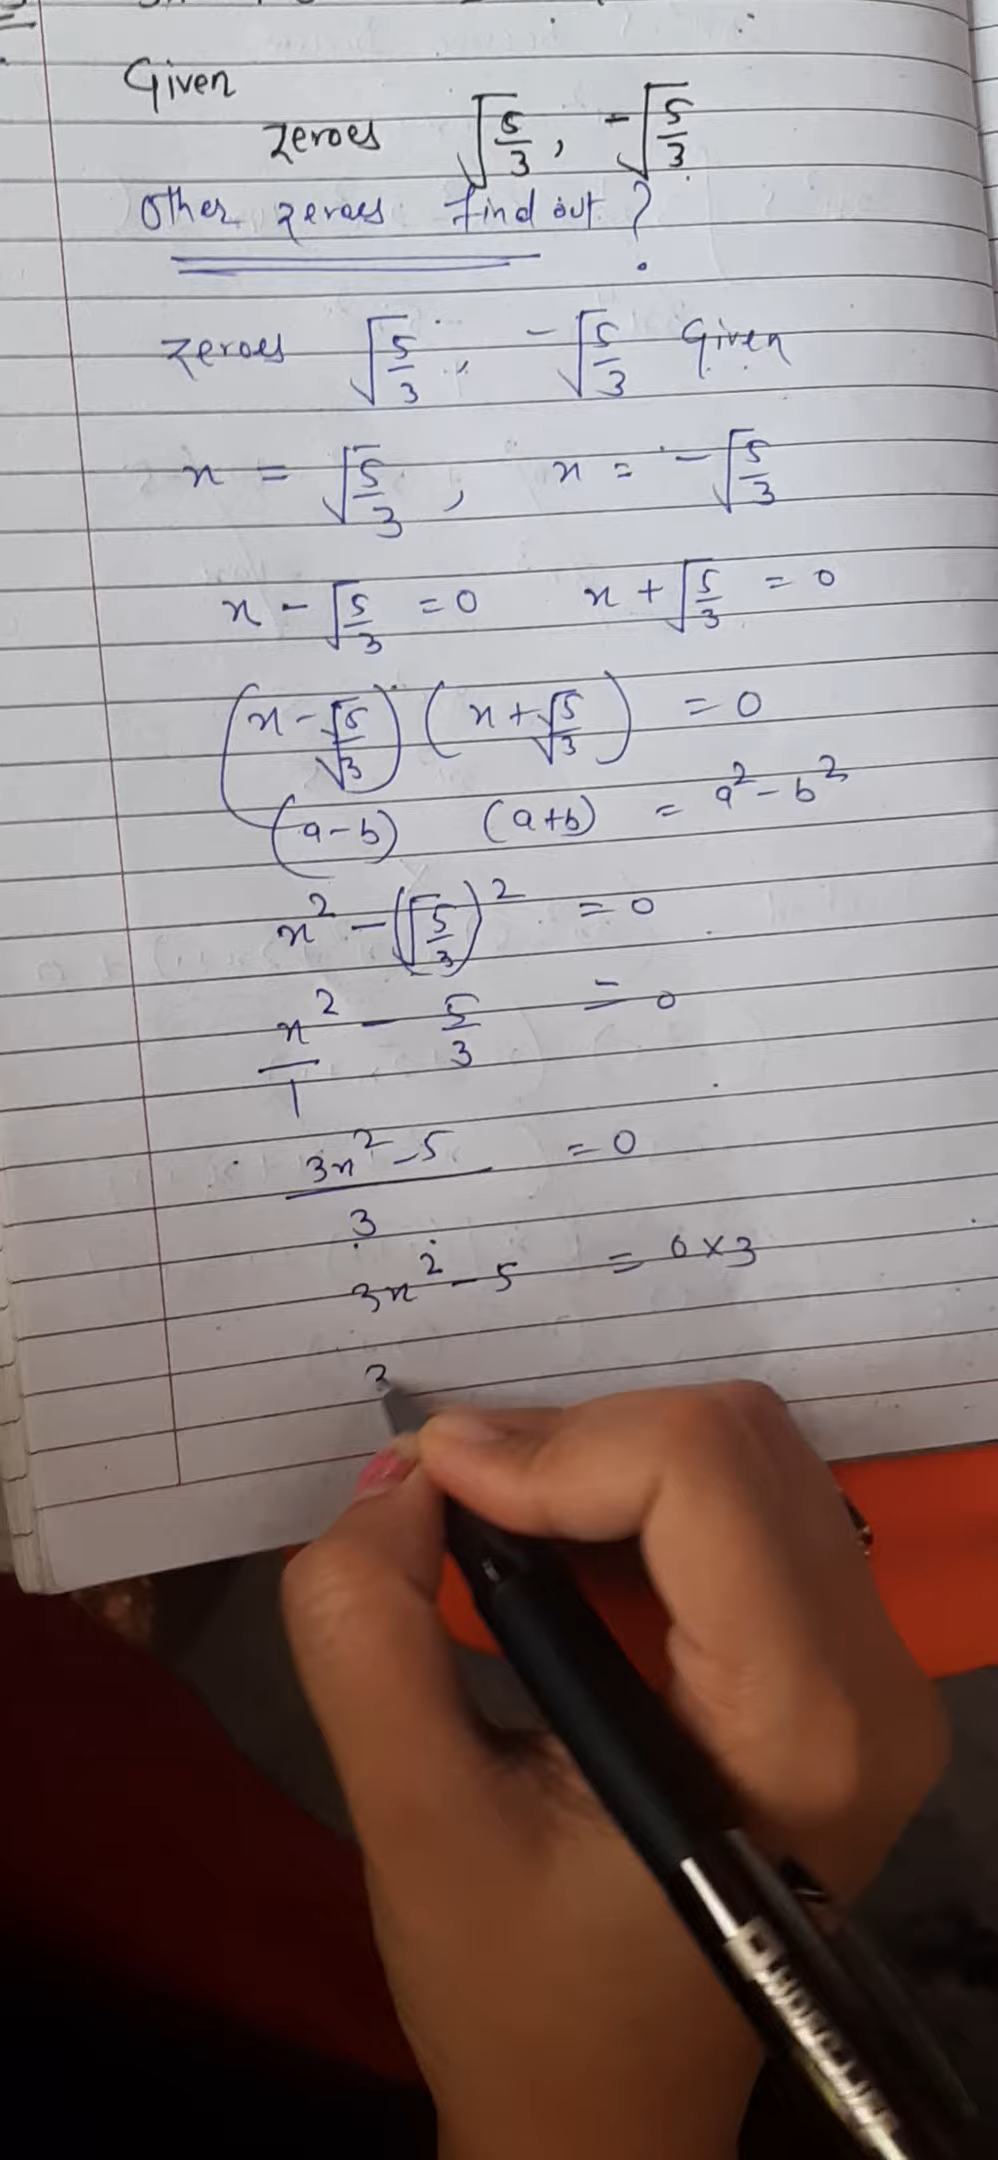 Given
zeroes √5/3, -√5/3
Other zeroes find out ?
zeroes √5/3, -√5/3 Given
x = √5/3, x = -√5/3
x - √5/3 = 0 x + √5/3 = 0
(x - √5/√3) (x + √5/√3) = 0
(a-b) (a+b) = a² - b²
x² - (√5/3)² = 0
x²/1 - 5/3 = 0
3x² - 5/3 = 0
3x² - 5 = 0 × 3
3